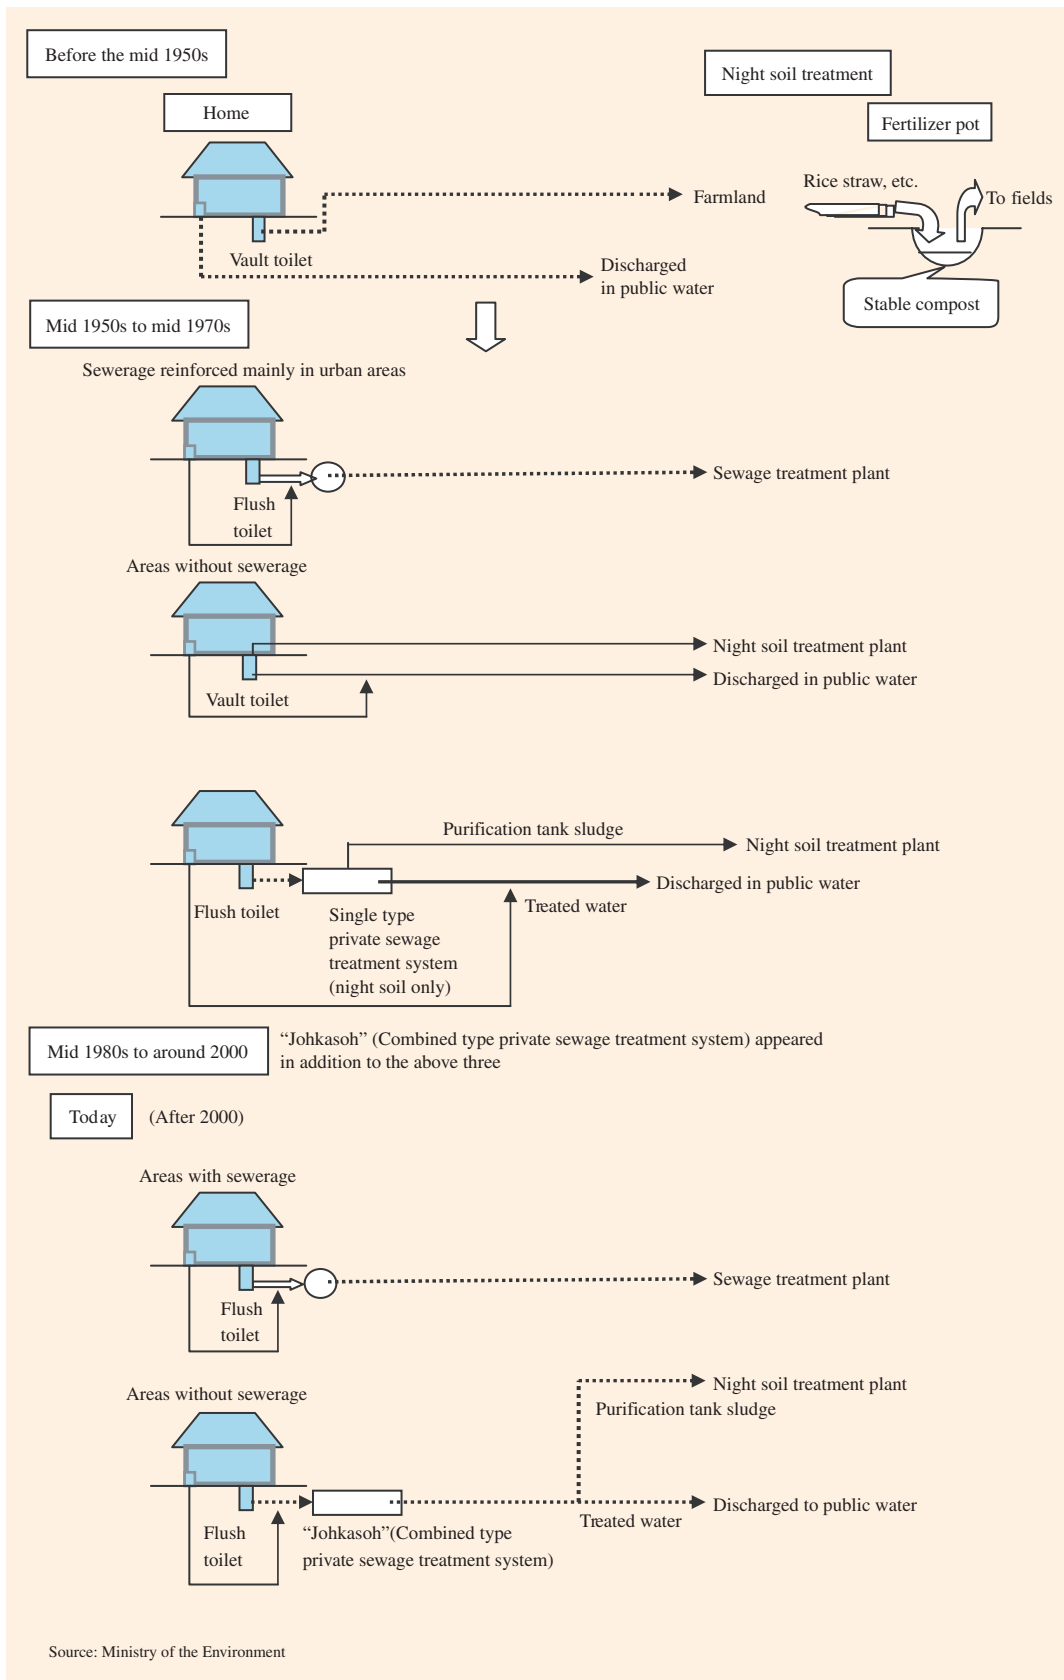 Before the mid 1950s
Night soil treatment
Home
Fertilizer pot
Rice straw, etc.
To fields
Farmland
Vault toilet
Discharged
in public water
Stable compost
Mid 1950s to mid 1970s
Sewerage reinforced mainly in urban areas
Sewage treatment plant
Flush
toilet
Areas without sewerage
Night soil treatment plant
Discharged in public water
Vault toilet
Purification tank sludge
Night soil treatment plant
Discharged in public water
Treated water
Flush toilet
Single type
private sewage
treatment system
(night soil only)
Mid 1980s to around 2000
“Johkasoh” (Combined type private sewage treatment system) appeared
in addition to the above three
Today
(After 2000)
Areas with sewerage
Sewage treatment plant
Flush
toilet
Areas without sewerage
Night soil treatment plant
Purification tank sludge
Discharged to public water
Treated water
Flush
toilet
“Johkasoh”(Combined type
private sewage treatment system)
Source: Ministry of the Environment